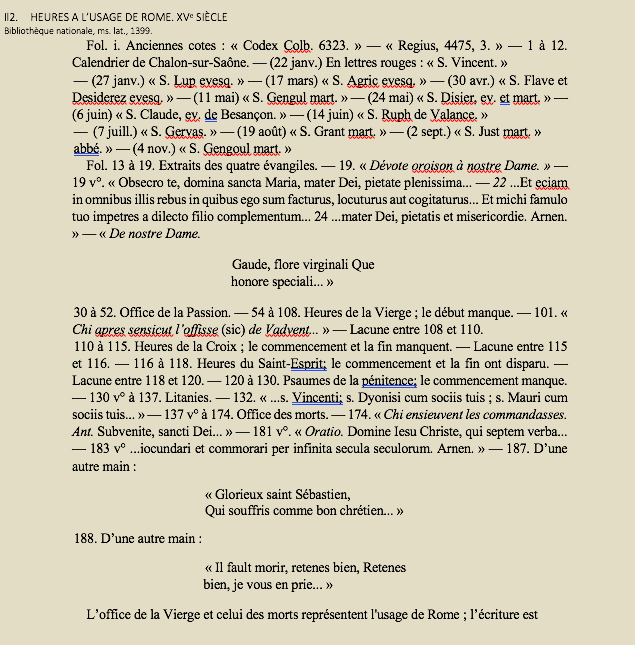 II2. HEURES A L'USAGE DE ROME. XVᵉ SIÈCLE
Bibliothèque nationale, ms. lat., 1399.
Fol. i. Anciennes cotes : « Codex Colb. 6323. » — « Regius, 4475, 3. » — 1 à 12.
Calendrier de Chalon-sur-Saône. — (22 janv.) En lettres rouges : « S. Vincent. »
— (27 janv.) « S. Lup evesq. » — (17 mars) « S. Agric evesq. » — (30 avr.) « S. Flave et
Desiderez evesq. » — (11 mai) « S. Gengul mart. » — (24 mai) « S. Disier, ev. et mart. » —
(6 juin) « S. Claude, ev. de Besançon. » — (14 juin) « S. Ruph de Valance. »
— (7 juill.) « S. Gervas. » — (19 août) « S. Grant mart. » — (2 sept.) « S. Just mart. »
abbé. » — (4 nov.) « S. Gengoul mart. »
Fol. 13 à 19. Extraits des quatre évangiles. — 19. « Dévote oroison à nostre Dame. » —
19 v°. « Obsecro te, domina sancta Maria, mater Dei, pietate plenissima... — 22 ...Et eciam
in omnibus illis rebus in quibus ego sum facturus, locuturus aut cogitaturus... Et michi famulo
tuo impetres a dilecto filio complementum... 24 ...mater Dei, pietatis et misericordie. Arnen.
» — « De nostre Dame.
Gaude, flore virginali Que
honore speciali... »
30 à 52. Office de la Passion. — 54 à 108. Heures de la Vierge ; le début manque. — 101. «
Chi apres sensicut l'offisse (sic) de Vadvent... » — Lacune entre 108 et 110.
110 à 115. Heures de la Croix ; le commencement et la fin manquent. — Lacune entre 115
et 116. — 116 à 118. Heures du Saint-Esprit; le commencement et la fin ont disparu. —
Lacune entre 118 et 120. — 120 à 130. Psaumes de la pénitence; le commencement manque.
— 130 v° à 137. Litanies. — 132. « ...s. Vincenti; s. Dyonisi cum sociis tuis ; s. Mauri cum
sociis tuis... » — 137 v° à 174. Office des morts. — 174. « Chi ensieuvent les commandasses.
Ant. Subvenite, sancti Dei... » — 181 v°. « Oratio. Domine Iesu Christe, qui septem verba...
— 183 v° ...iocundari et commorari per infinita secula seculorum. Arnen. » — 187. D'une
autre main :
« Glorieux saint Sébastien,
Qui souffris comme bon chrétien... »
188. D'une autre main :
« Il fault morir, retenes bien, Retenes
bien, je vous en prie... »
L'office de la Vierge et celui des morts représentent l'usage de Rome ; l'écriture est